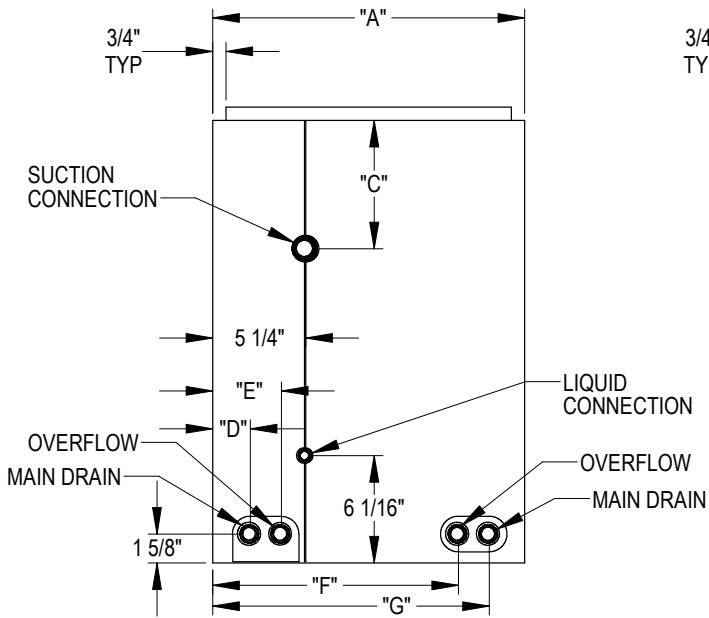 "A"
3/4"
TYP
3/4
TY
SUCTION
CONNECTION
"C"
5 1/4"
"E"
"D"
LIQUID
CONNECTION
OVERFLOW
MAIN DRAIN
6 1/16"
OVERFLOW
MAIN DRAIN
1 5/8"
"F"
"G"